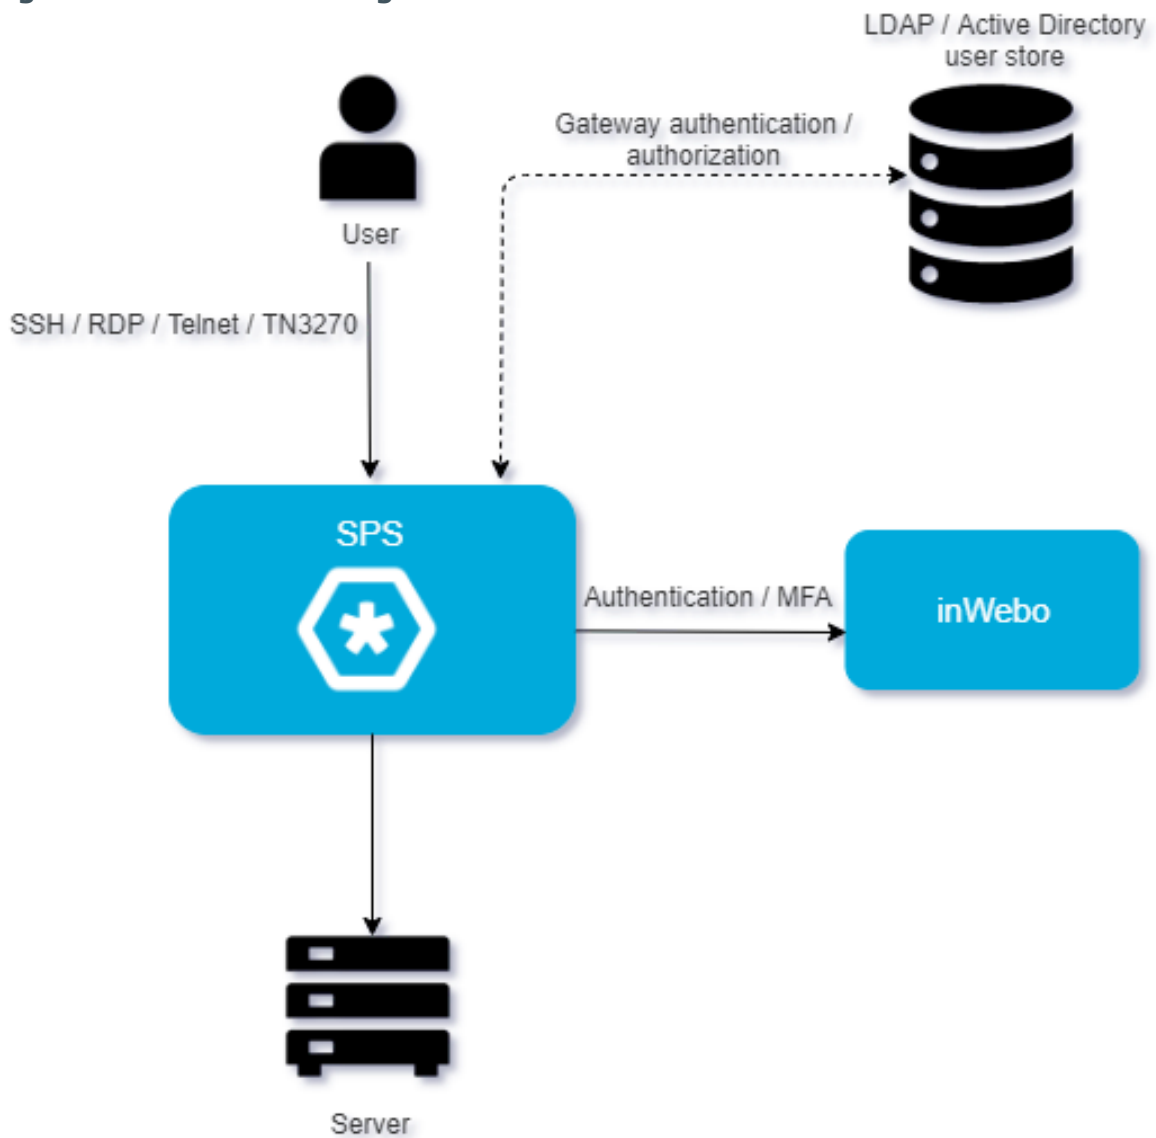 LDAP / Active Directory
user store
Gateway authentication /
authorization
User
SSH / RDP / Telnet / TN3270
SPS
Authentication / MFA
inWebo
Server